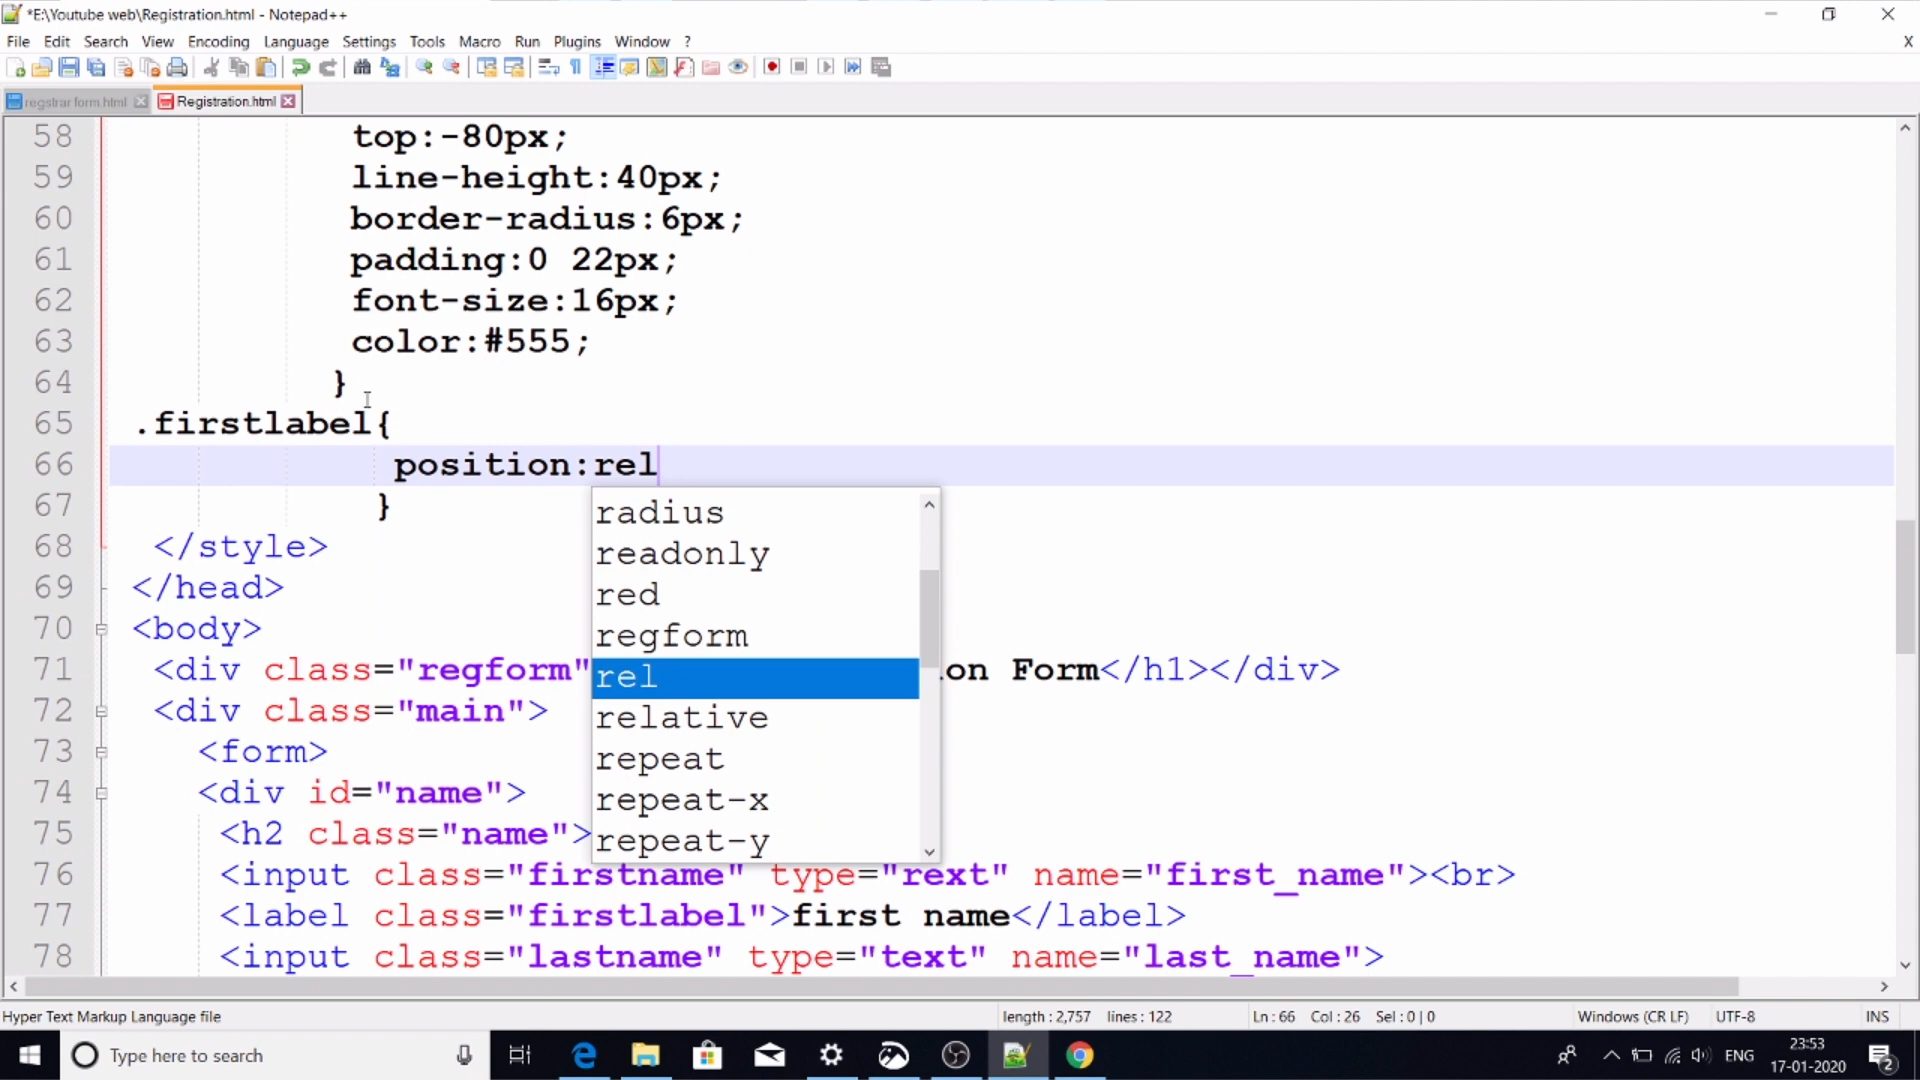 *E:\Youtube web\Registration.html - Notepad++
File Edit Search View Encoding Language Settings Tools Macro Run Plugins Window ? X
regstrar form.html Registration.html
58 top:-80px;
59 line-height:40px;
60 border-radius:6px;
61 padding:0 22px;
62 font-size:16px;
63 color:#555;
64 }
65 .firstlabel{
66 position:rel
67 }
radius
readonly
red
regform
rel
relative
repeat
repeat-x
repeat-y
68 </style>
69 </head>
70 <body>
71 <div class="regform" on Form</h1></div>
72 <div class="main">
73 <form>
74 <div id="name">
75 <h2 class="name">
76 <input class="firstname" type="rext" name="first_name"><br>
77 <label class="firstlabel">first name</label>
78 <input class="lastname" type="text" name="last_name">
Hyper Text Markup Language file length : 2,757 lines : 122 Ln : 66 Col : 26 Sel : 0 | 0 Windows (CR LF) UTF-8 INS
Type here to search ENG 23:53 17-01-2020 2